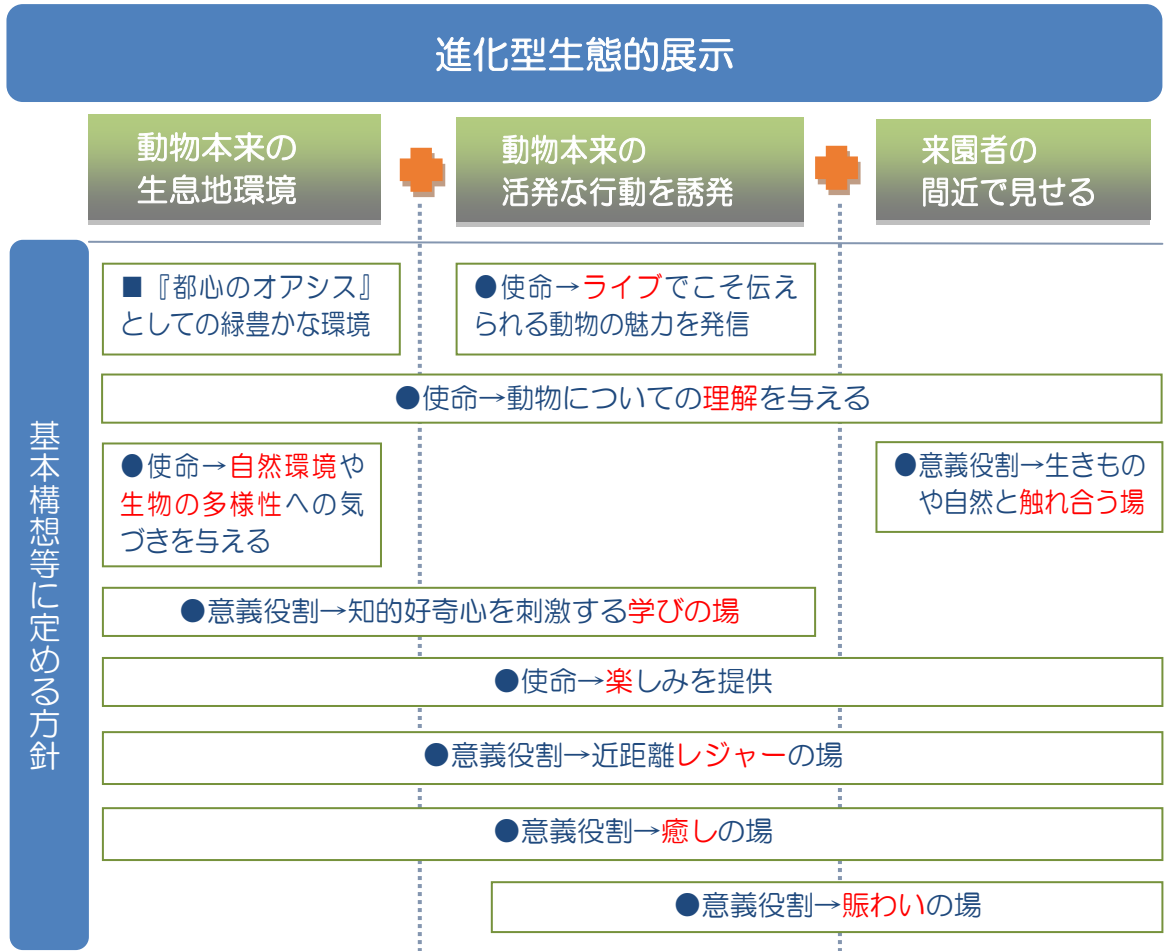 進化型生態的展示
動物本来の
生息地環境
動物本来の
活発な行動を誘発
来園者の
間近で見せる
基本構想等に定める方針
■『都心のオアシス』
としての緑豊かな環境
●使命→ライブでこそ伝え
られる動物の魅力を発信
●使命→動物についての理解を与える
●使命→自然環境や
生物の多様性への気
づきを与える
●意義役割→生きもの
や自然と触れ合う場
●意義役割→知的好奇心を刺激する学びの場
●使命→楽しみを提供
●意義役割→近距離レジャーの場
●意義役割→癒しの場
●意義役割→賑わいの場